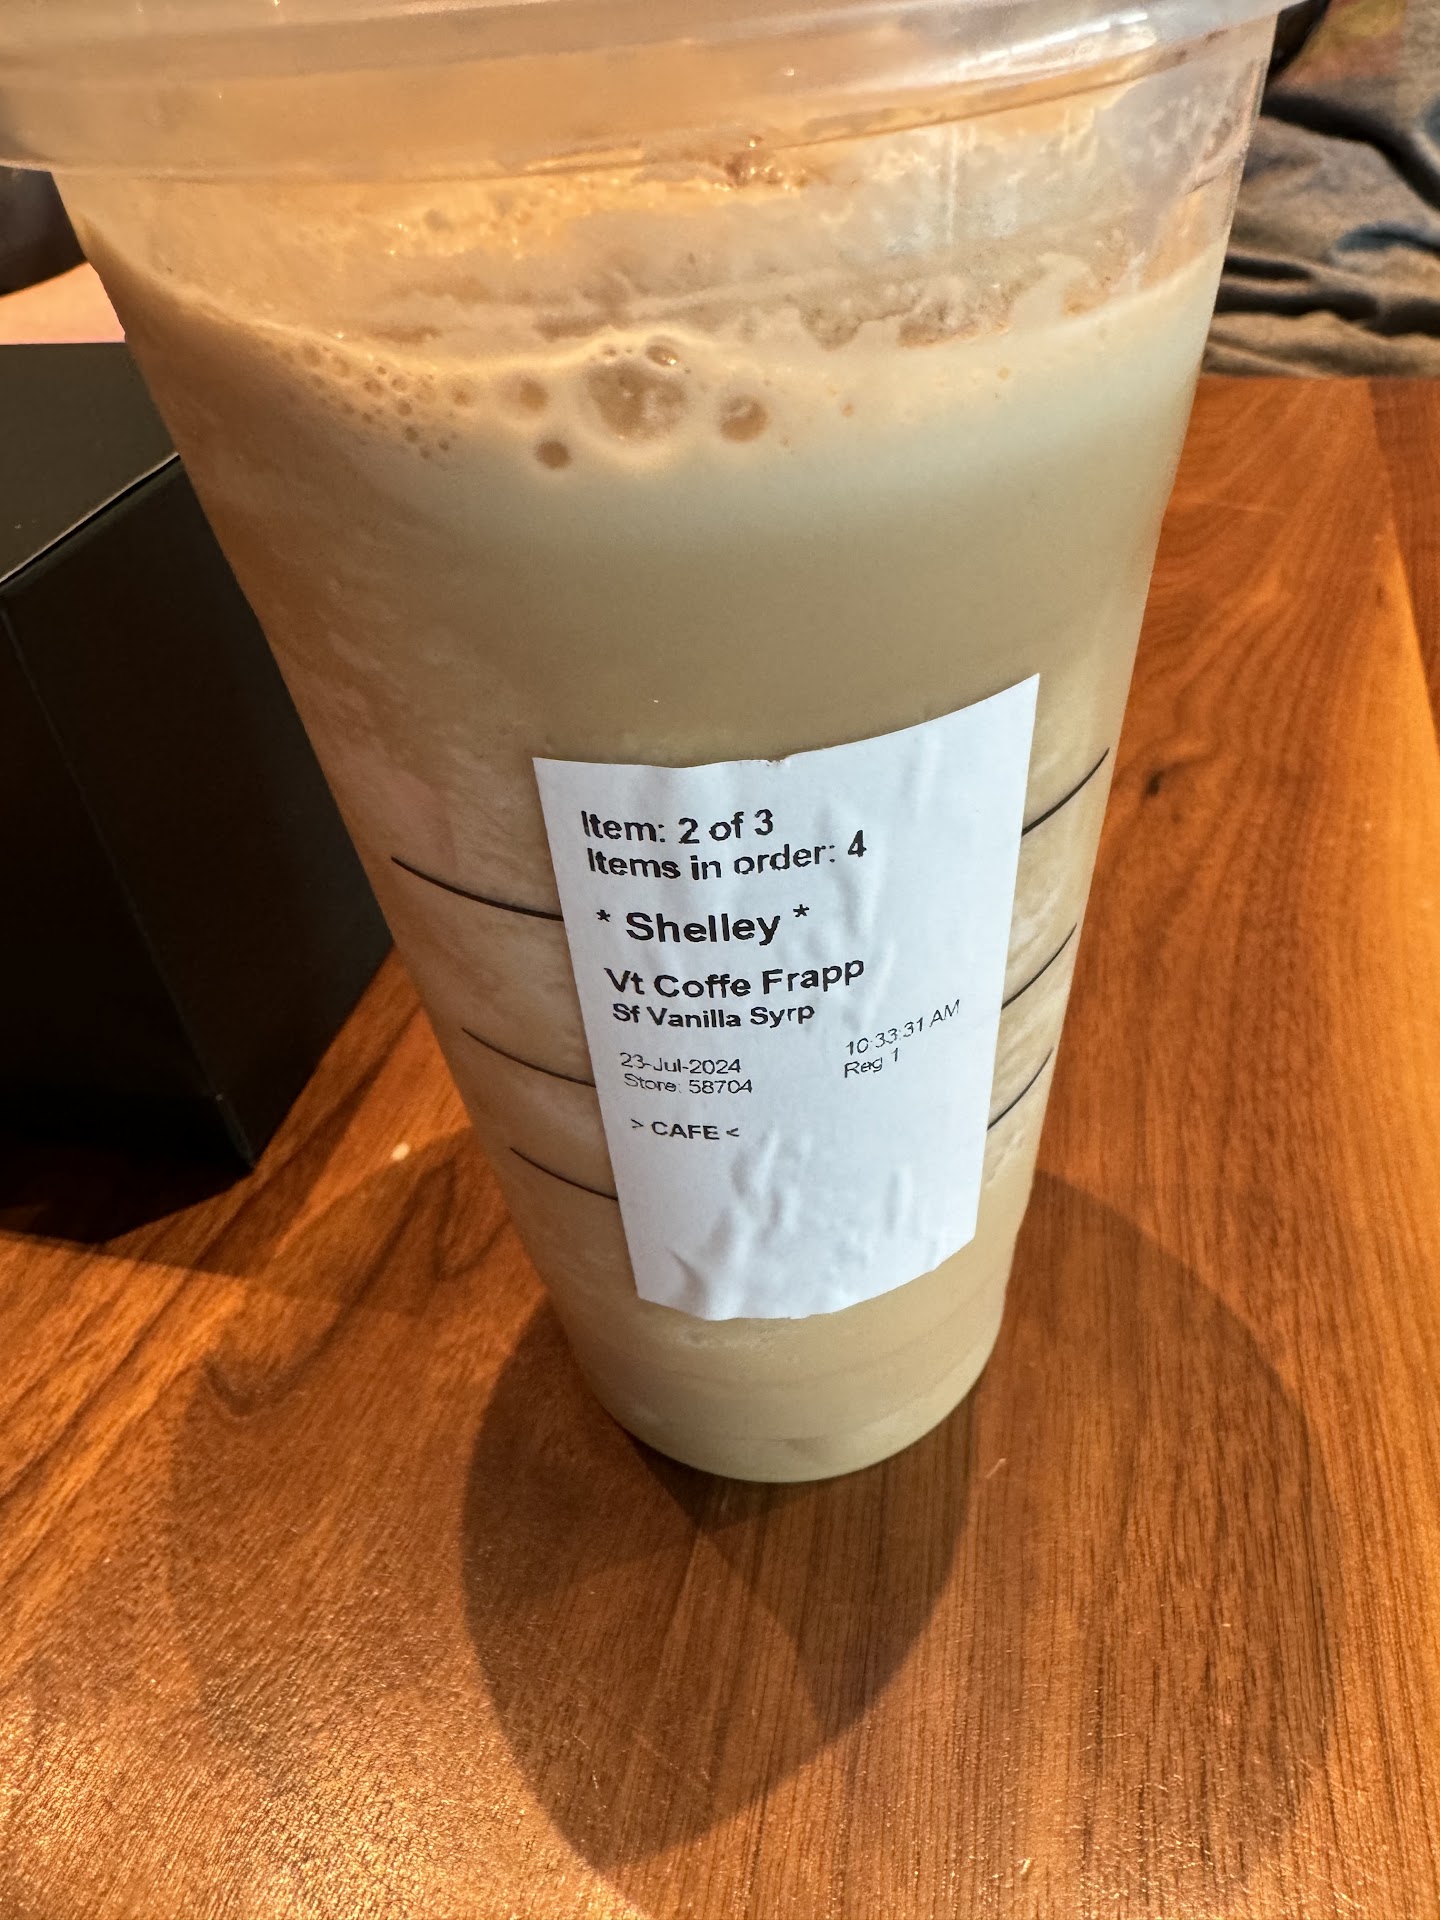 Item: 2 of 3
Items in order: 4
* Shelley *
Vt Coffe Frapp
Sf Vanilla Syrp
23-Jul-2024 10:33:31 AM
Store: 58704 Reg 1
> CAFE <